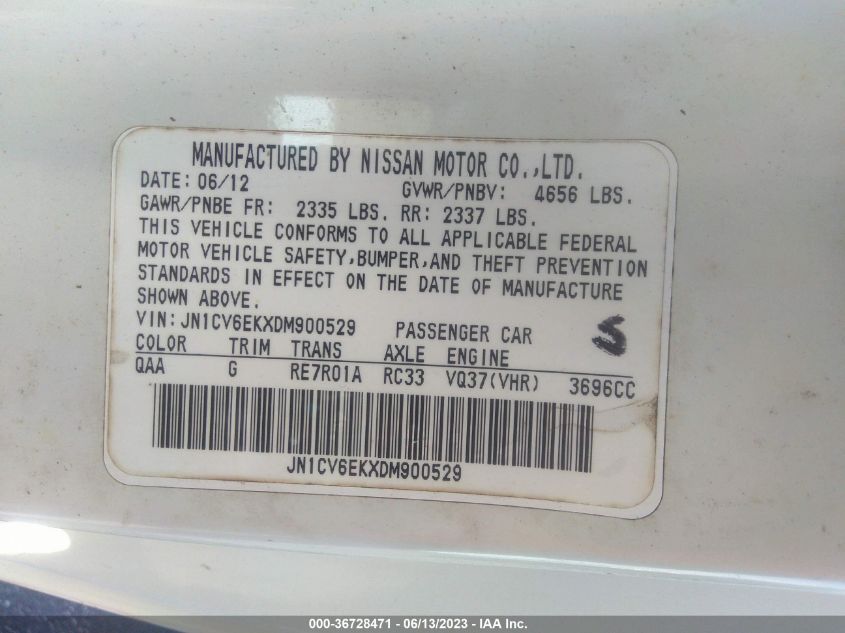 MANUFACTURED BY NISSAN MOTOR CO.,LTD.
DATE: 06/12 GVWR/PNBV: 4656 LBS.
GAWR/PNBE FR: 2335 LBS. RR: 2337 LBS.
THIS VEHICLE CONFORMS TO ALL APPLICABLE FEDERAL
MOTOR VEHICLE SAFETY,BUMPER,AND THEFT PREVENTION
STANDARDS IN EFFECT ON THE DATE OF MANUFACTURE
SHOWN ABOVE.
VIN:JN1CV6EKXDM900529 PASSENGER CAR S
COLOR TRIM TRANS AXLE ENGINE
QAA G RE7R01A RC33 VQ37(VHR) 3696CC
JN1CV6EKXDM900529
000-36728471 - 06/13/2023 - IAA Inc.